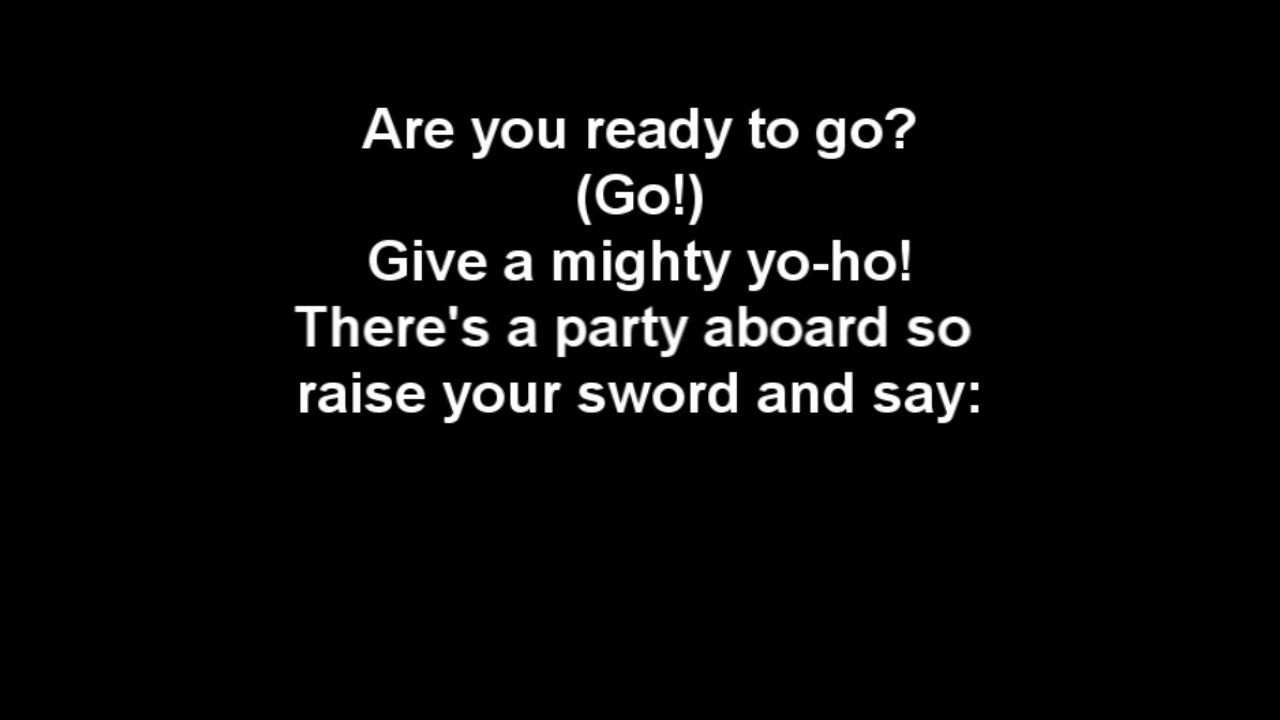 Are you ready to go?
(Go!)
Give a mighty yo-ho!
There's a party aboard so
raise your sword and say: